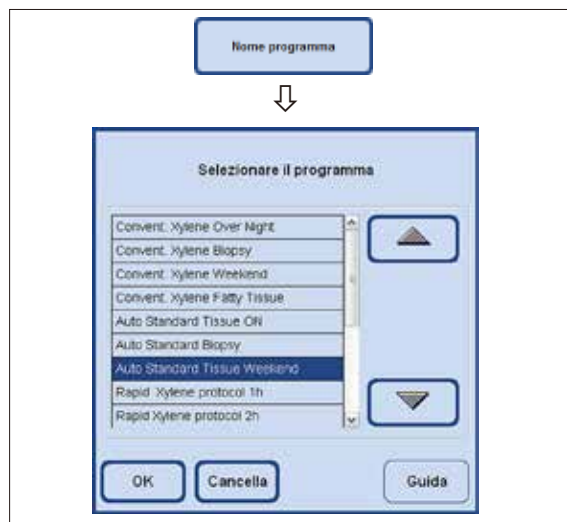 Nome programma
Selezionare il programma
Convent. Xylene Over Night
Convent. Xylene Biopsy
Convent. Xylene Weekend
Convent. Xylene Fatty Tissue
Auto Standard Tissue ON
Auto Standard Biopsy
Auto Standard Tissue Weekend
Rapid Xylene protocol 1h
Rapid Xylene protocol 2h
OK Cancella Guida